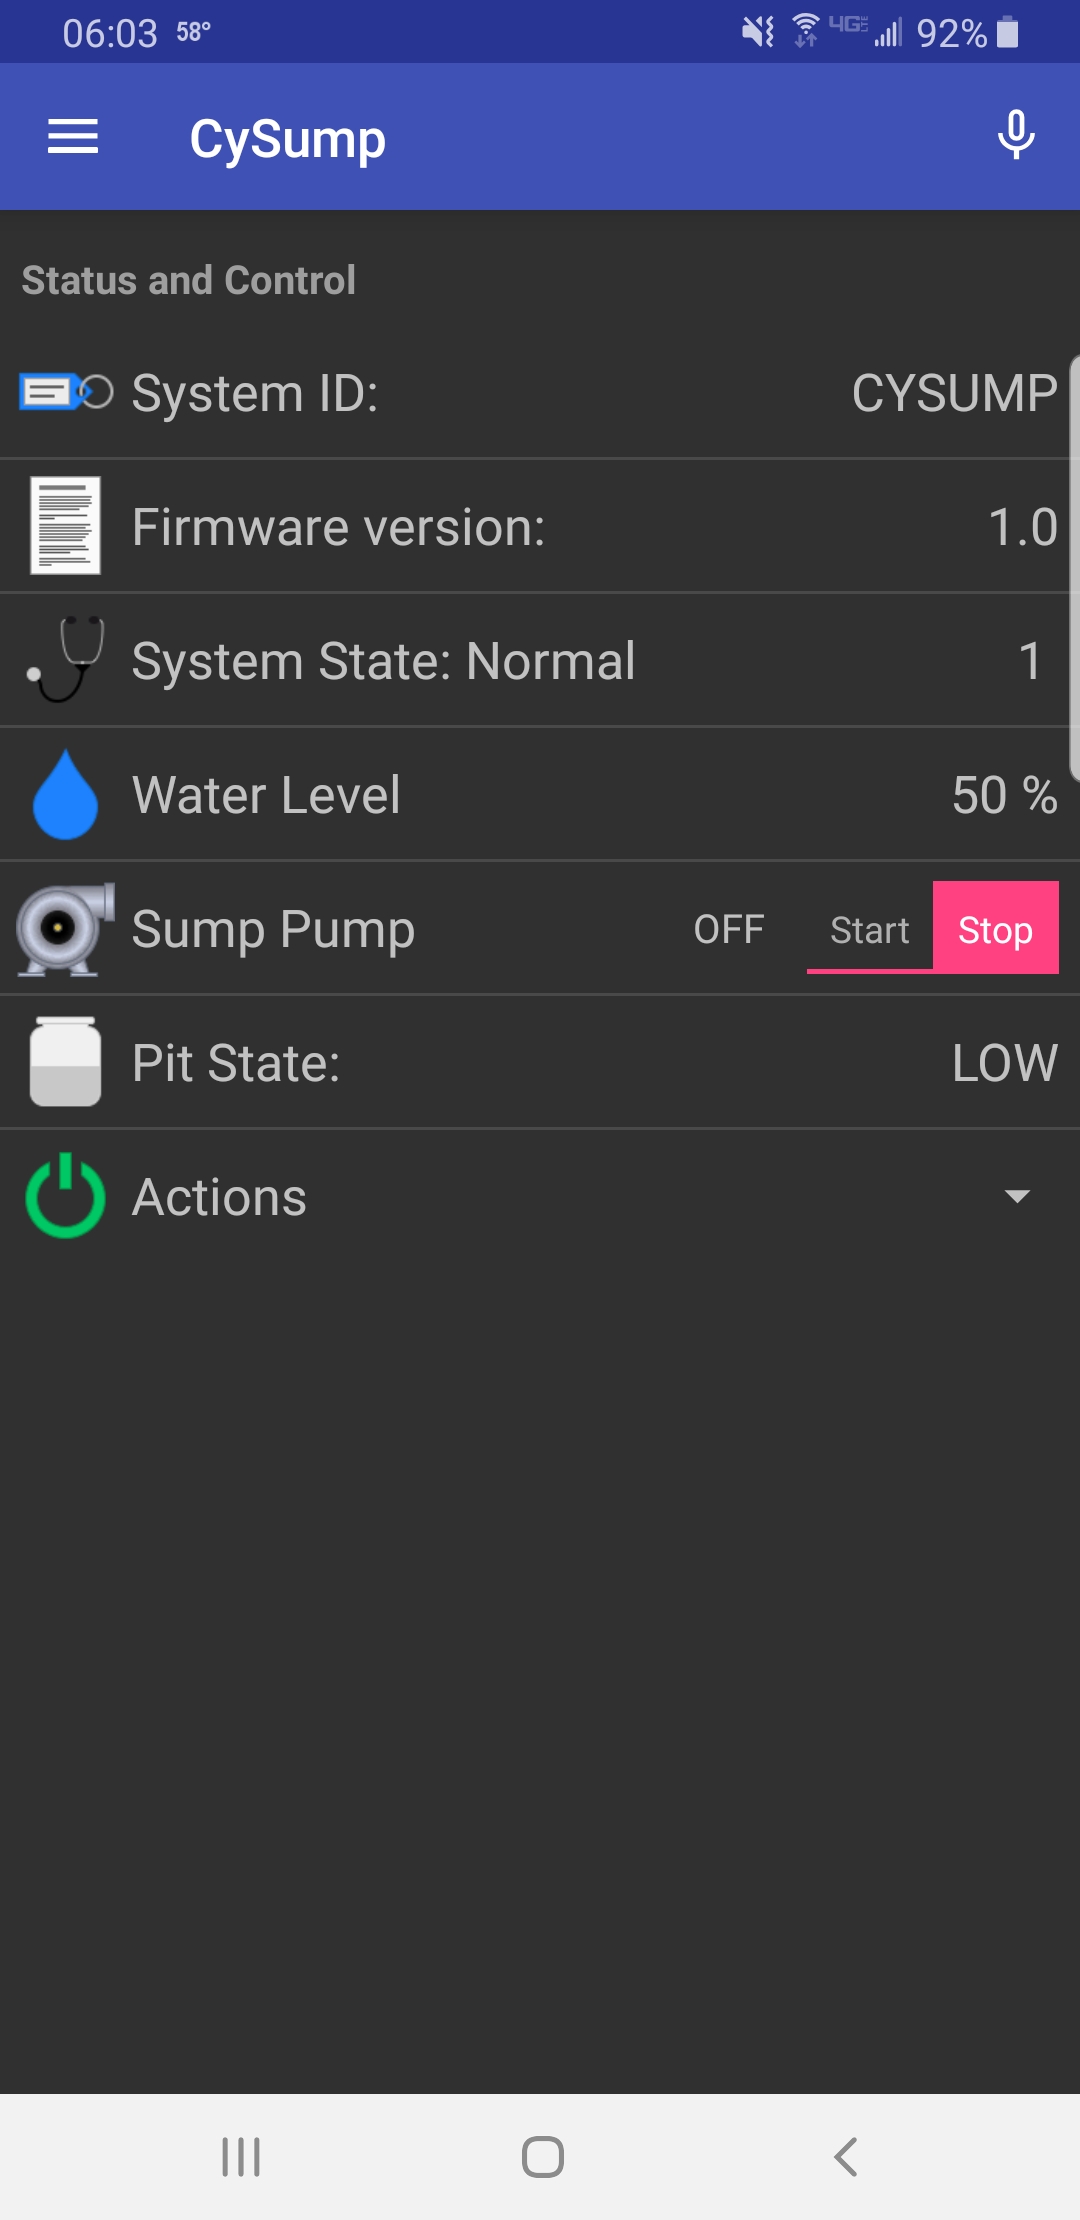 06:03 58° 4G LTE 92%
CySump
Status and Control
System ID: CYSUMP
Firmware version: 1.0
System State: Normal 1
Water Level 50 %
Sump Pump OFF Start Stop
Pit State: LOW
Actions